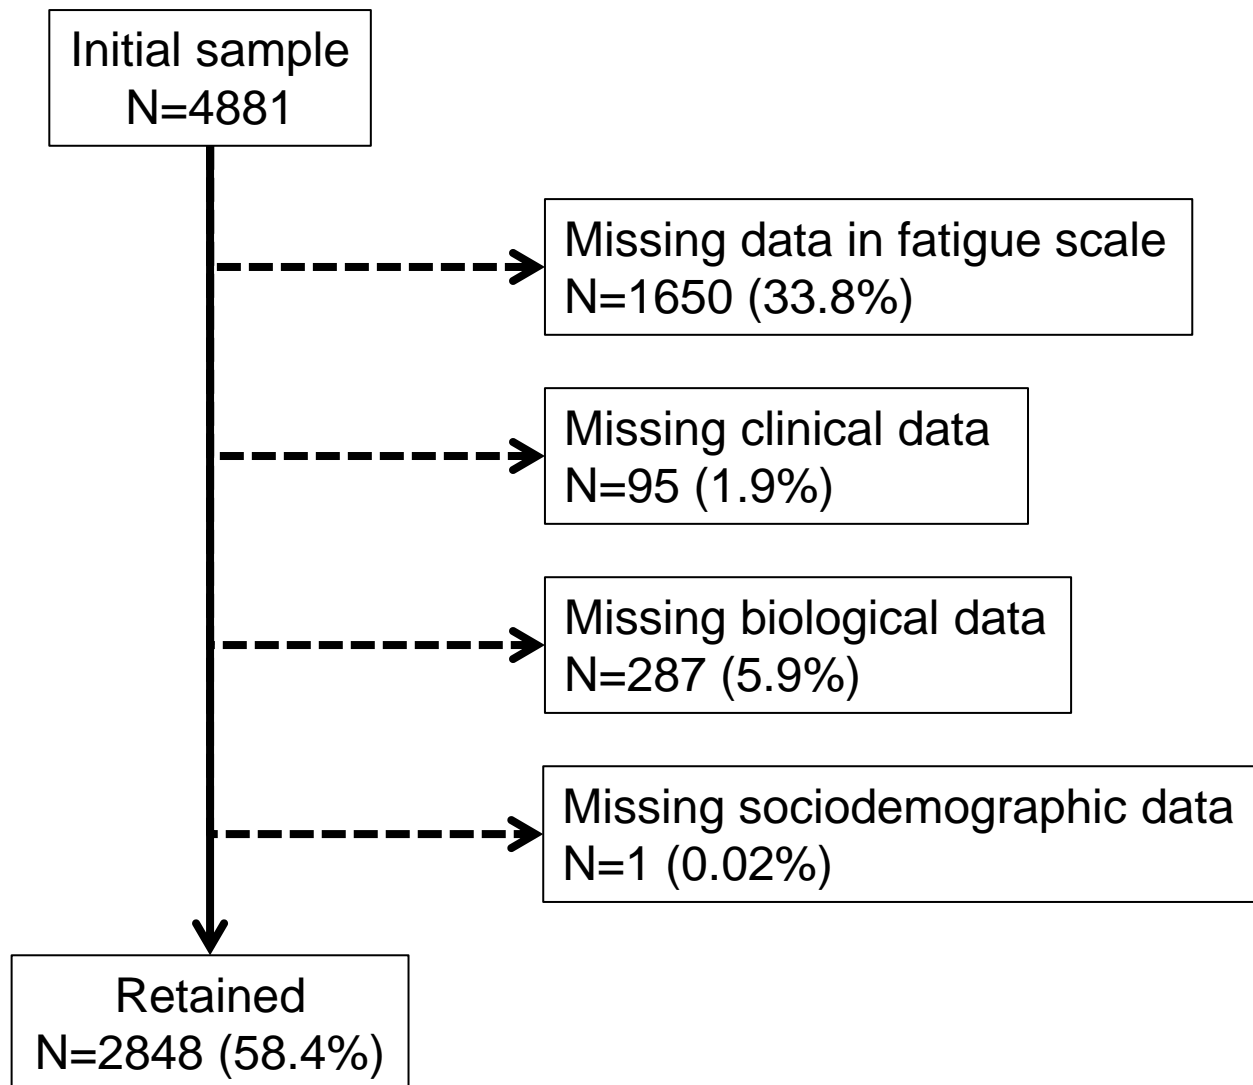 Initial sample
N=4881
Missing data in fatigue scale
N=1650 (33.8%)
Missing clinical data
N=95 (1.9%)
Missing biological data
N=287 (5.9%)
Missing sociodemographic data
N=1 (0.02%)
Retained
N=2848 (58.4%)